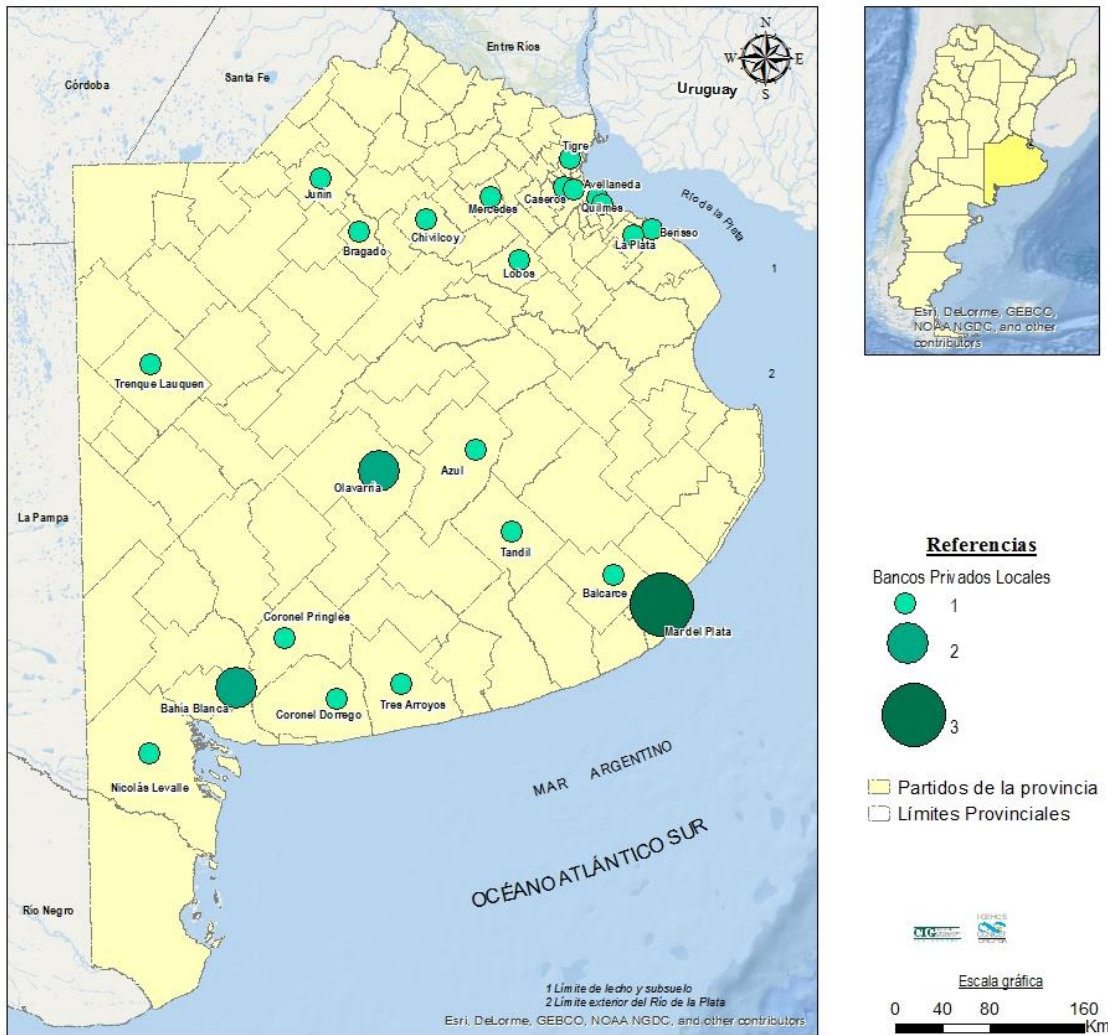 Entre Ríos
Córdoba
Santa Fe
Uruguay
N
W
E
S
Tigre
Junín
Avellaneda
Caseros
Mercedes
Quilmes
Río de la Plata
Chivilcoy
Bragado
Berisso
La Plata
Lobos
1
2
Trenque Lauquen
Azul
Olavarría
La Pampa
Tandil
Balcarce
Coronel Pringles
Mar del Plata
Bahía Blanca
Coronel Dorrego
Tres Arroyos
Nicolás Levalle
MAR ARGENTINO
OCÉANO ATLÁNTICO SUR
Río Negro
1 Límite de lecho y subsuelo
2 Límite exterior del Río de la Plata
Esri, DeLorme, GEBCO, NOAA NGDC, and other contributors
Esri, DeLorme, GEBCO,
NOAA NGDC, and other
contributors
Referencias
Bancos Privados Locales
1
2
3
Partidos de la provincia
Límites Provinciales
CIG
Escala gráfica
0 40 80 160
Km